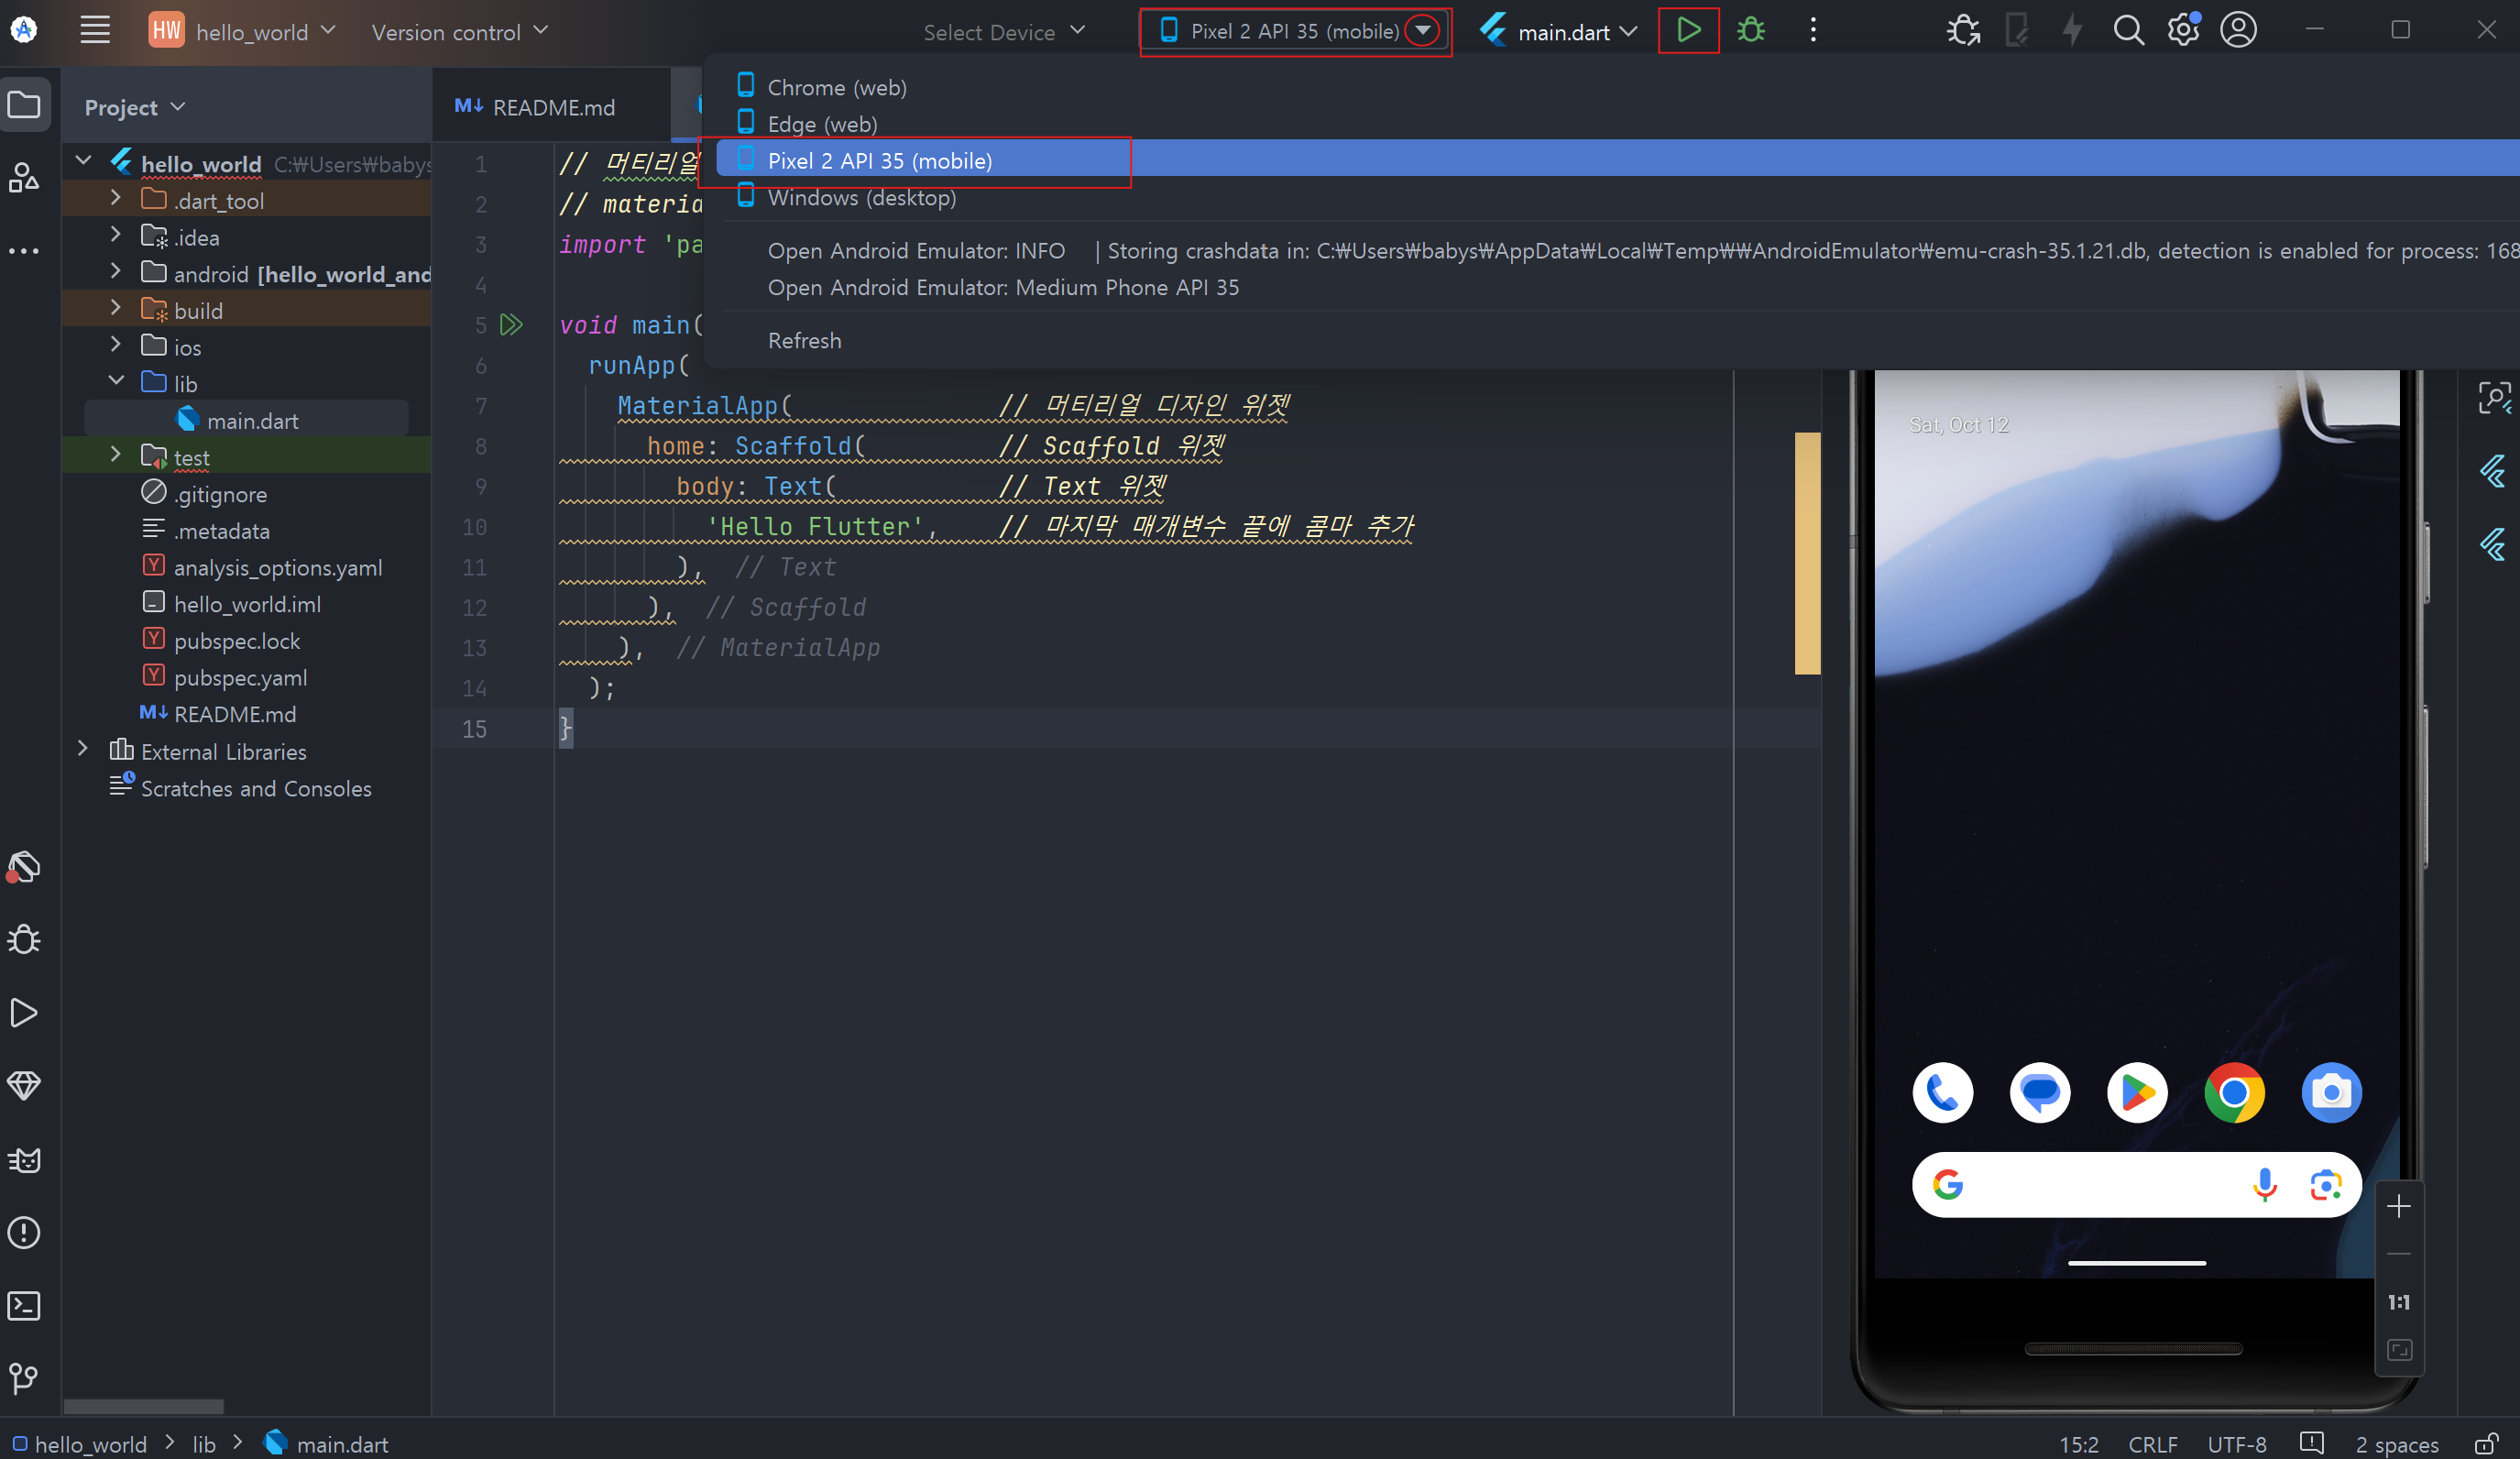 HW hello_world Version control Select Device Pixel 2 API 35 (mobile) main.dart
Project
README.md
Chrome (web)
Edge (web)
Pixel 2 API 35 (mobile)
Windows (desktop)
Open Android Emulator: INFO | Storing crashdata in: C:₩Users₩babys₩AppData₩Local₩Temp₩₩AndroidEmulator₩emu-crash-35.1.21.db, detection is enabled for process: 168
Open Android Emulator: Medium Phone API 35
Refresh
hello_world C:₩Users₩babys
.dart_tool
.idea
android [hello_world_and
build
ios
lib
main.dart
test
.gitignore
.metadata
analysis_options.yaml
hello_world.iml
pubspec.lock
pubspec.yaml
README.md
External Libraries
Scratches and Consoles
1 // 머티리얼
2 // materia
3 import 'pa
4
5 void main(
6 runApp(
7 MaterialApp( // 머티리얼 디자인 위젯
8 home: Scaffold( // Scaffold 위젯
9 body: Text( // Text 위젯
10 'Hello Flutter', // 마지막 매개변수 끝에 콤마 추가
11 ), // Text
12 ), // Scaffold
13 ), // MaterialApp
14 );
15 }
Sat, Oct 12
1:1
hello_world > lib > main.dart
15:2 CRLF UTF-8 2 spaces